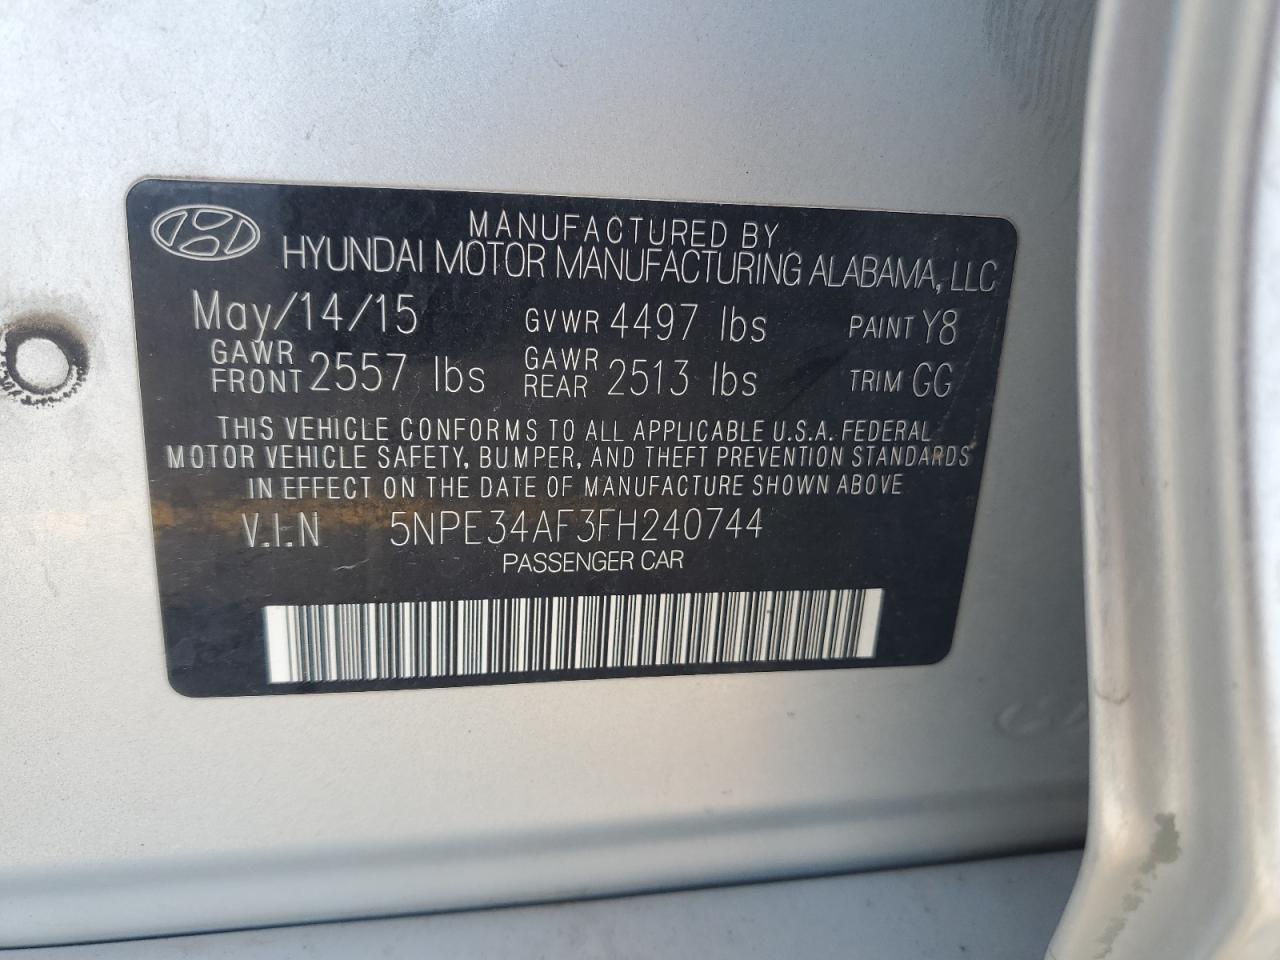 MANUFACTURED BY
HYUNDAI MOTOR MANUFACTURING ALABAMA, LLC
May/14/15 GVWR 4497 lbs PAINT Y8
GAWR FRONT 2557 lbs GAWR REAR 2513 lbs TRIM GG
THIS VEHICLE CONFORMS TO ALL APPLICABLE U.S.A. FEDERAL
MOTOR VEHICLE SAFETY, BUMPER, AND THEFT PREVENTION STANDARDS
IN EFFECT ON THE DATE OF MANUFACTURE SHOWN ABOVE
V.I.N 5NPE34AF3FH240744
PASSENGER CAR